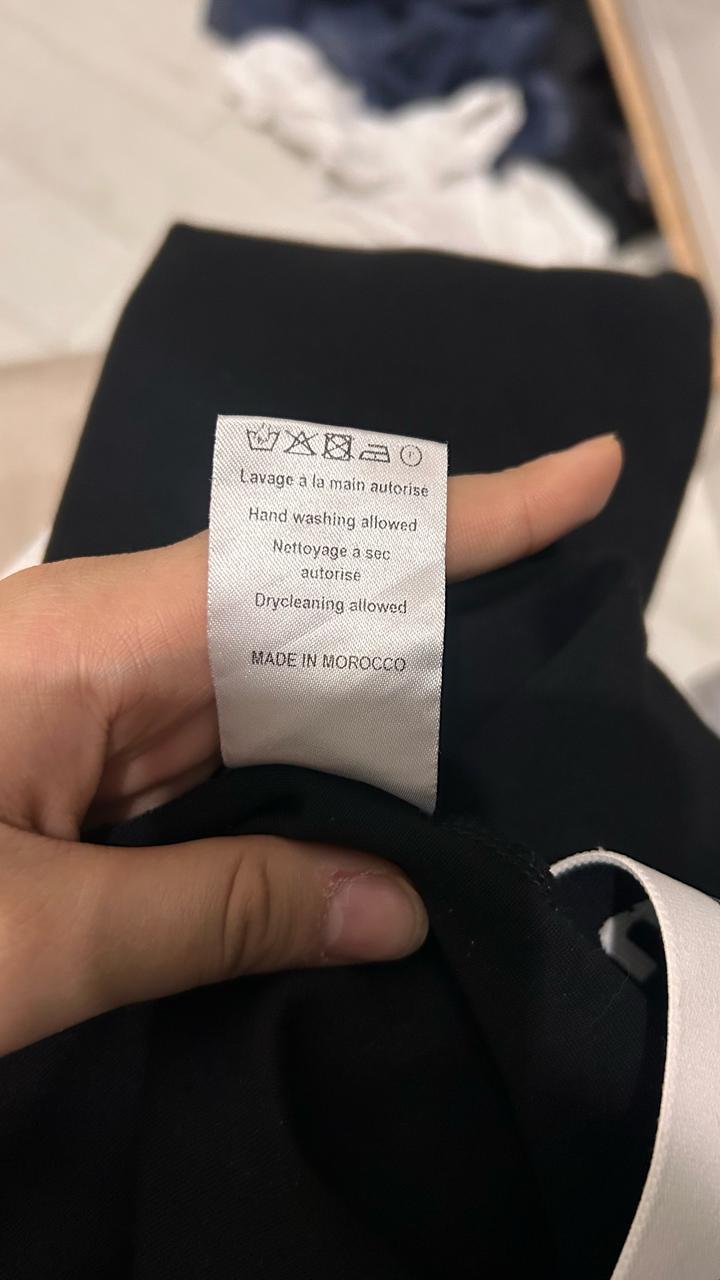 Lavage à la main autorise
Hand washing allowed
Nettoyage a sec
autorise
Drycleaning allowed
MADE IN MOROCCO